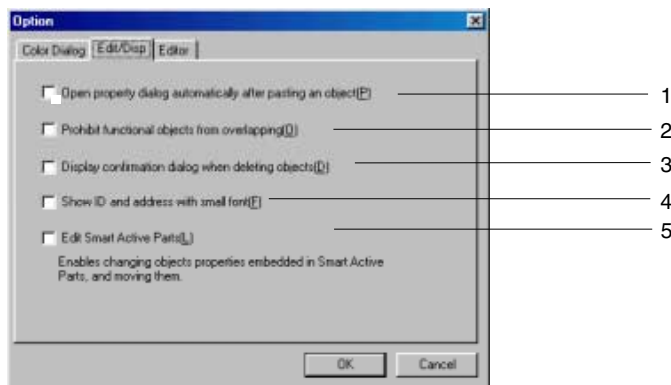 Option
Color Dialog Edit/Disp Editor
Open property dialog automatically after pasting an object(P) 1
Prohibit functional objects from overlapping(O) 2
Display confirmation dialog when deleting objects(D) 3
Show ID and address with small font(F) 4
Edit Smart Active Parts(L) 5
Enables changing objects properties embedded in Smart Active
Parts, and moving them.
OK Cancel